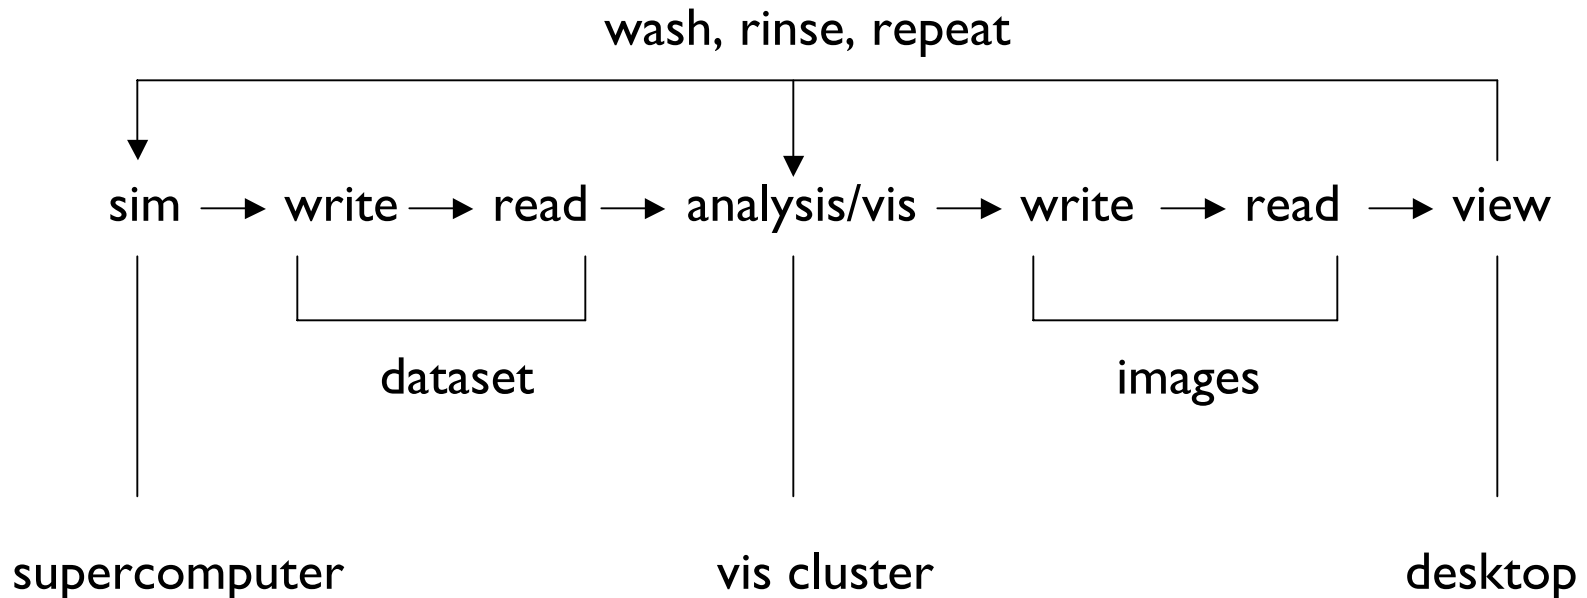 wash, rinse, repeat
sim write read analysis/vis write read view
dataset images
supercomputer vis cluster desktop